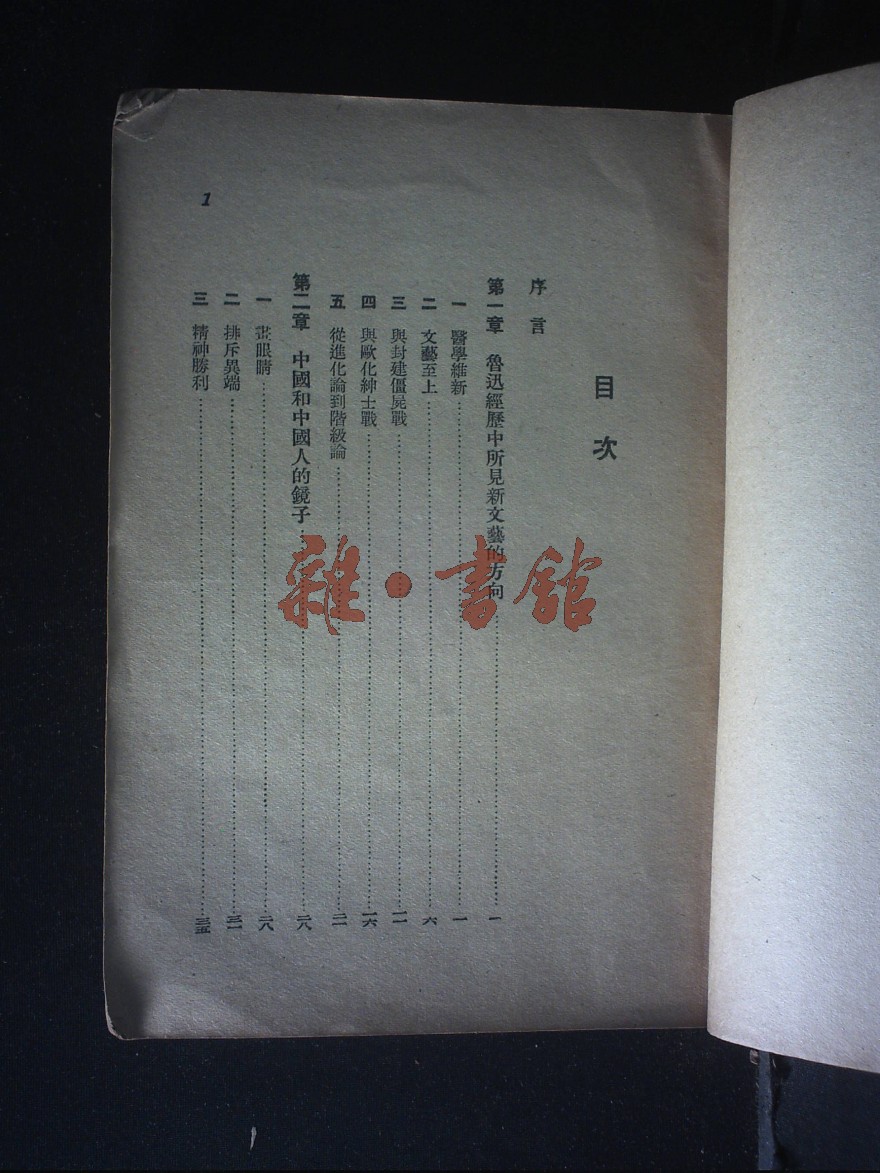 目次
序言
第一章 魯迅經歷中所見新文藝的方向……一
一 醫學維新……一
二 文藝至上……六
三 與封建僵屍戰……一一
四 與歐化紳士戰……一六
五 從進化論到階級論……二一
第二章 中國和中國人的鏡子……二八
一 畫眼睛……二八
二 排斥異端……三一
三 精神勝利……三五
1
雜·書館